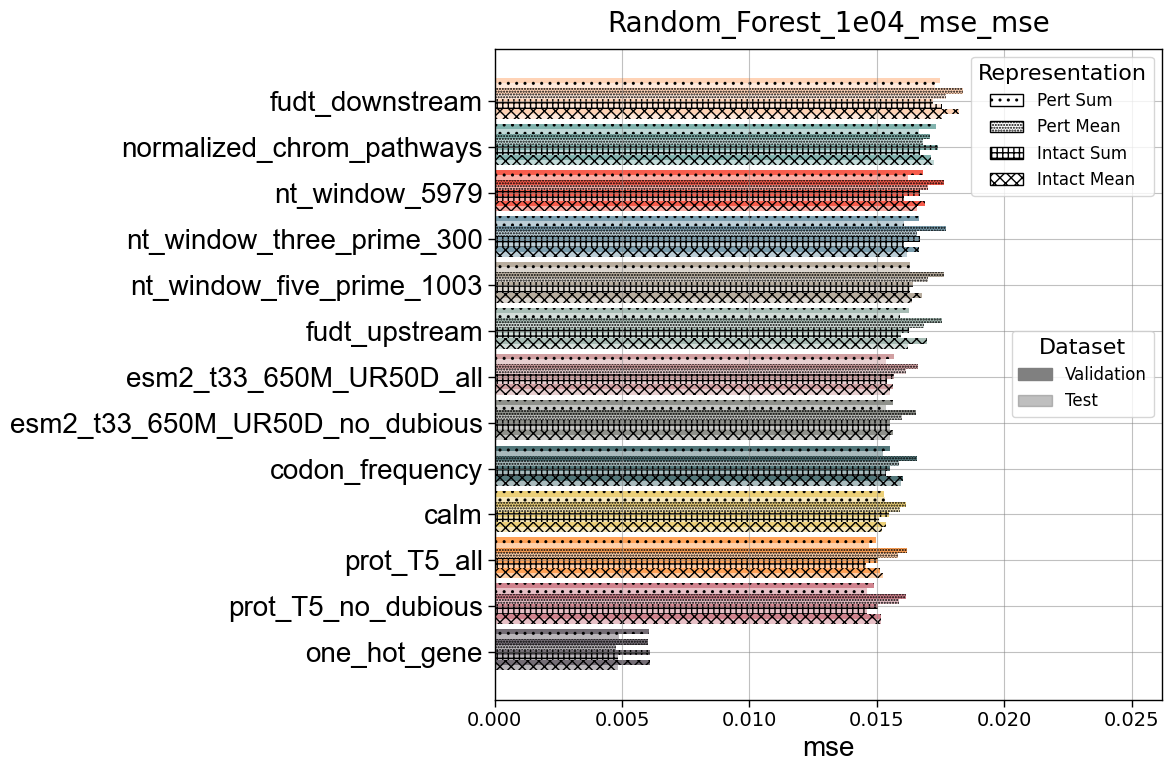 Random_Forest_1e04_mse_mse
fudt_downstream
normalized_chrom_pathways
nt_window_5979
nt_window_three_prime_300
nt_window_five_prime_1003
fudt_upstream
esm2_t33_650M_UR50D_all
esm2_t33_650M_UR50D_no_dubious
codon_frequency
calm
prot_T5_all
prot_T5_no_dubious
one_hot_gene
Representation
Pert Sum
Pert Mean
Intact Sum
Intact Mean
Dataset
Validation
Test
0.000 0.005 0.010 0.015 0.020 0.025
mse